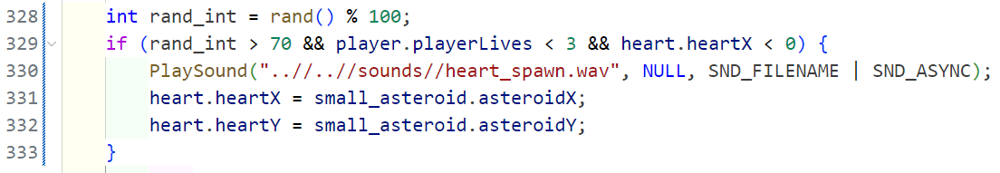 328 int rand_int = rand() % 100;
329 if (rand_int > 70 && player.playerLives < 3 && heart.heartX < 0) {
330 PlaySound("..//..//sounds//heart_spawn.wav", NULL, SND_FILENAME | SND_ASYNC);
331 heart.heartX = small_asteroid.asteroidX;
332 heart.heartY = small_asteroid.asteroidY;
333 }